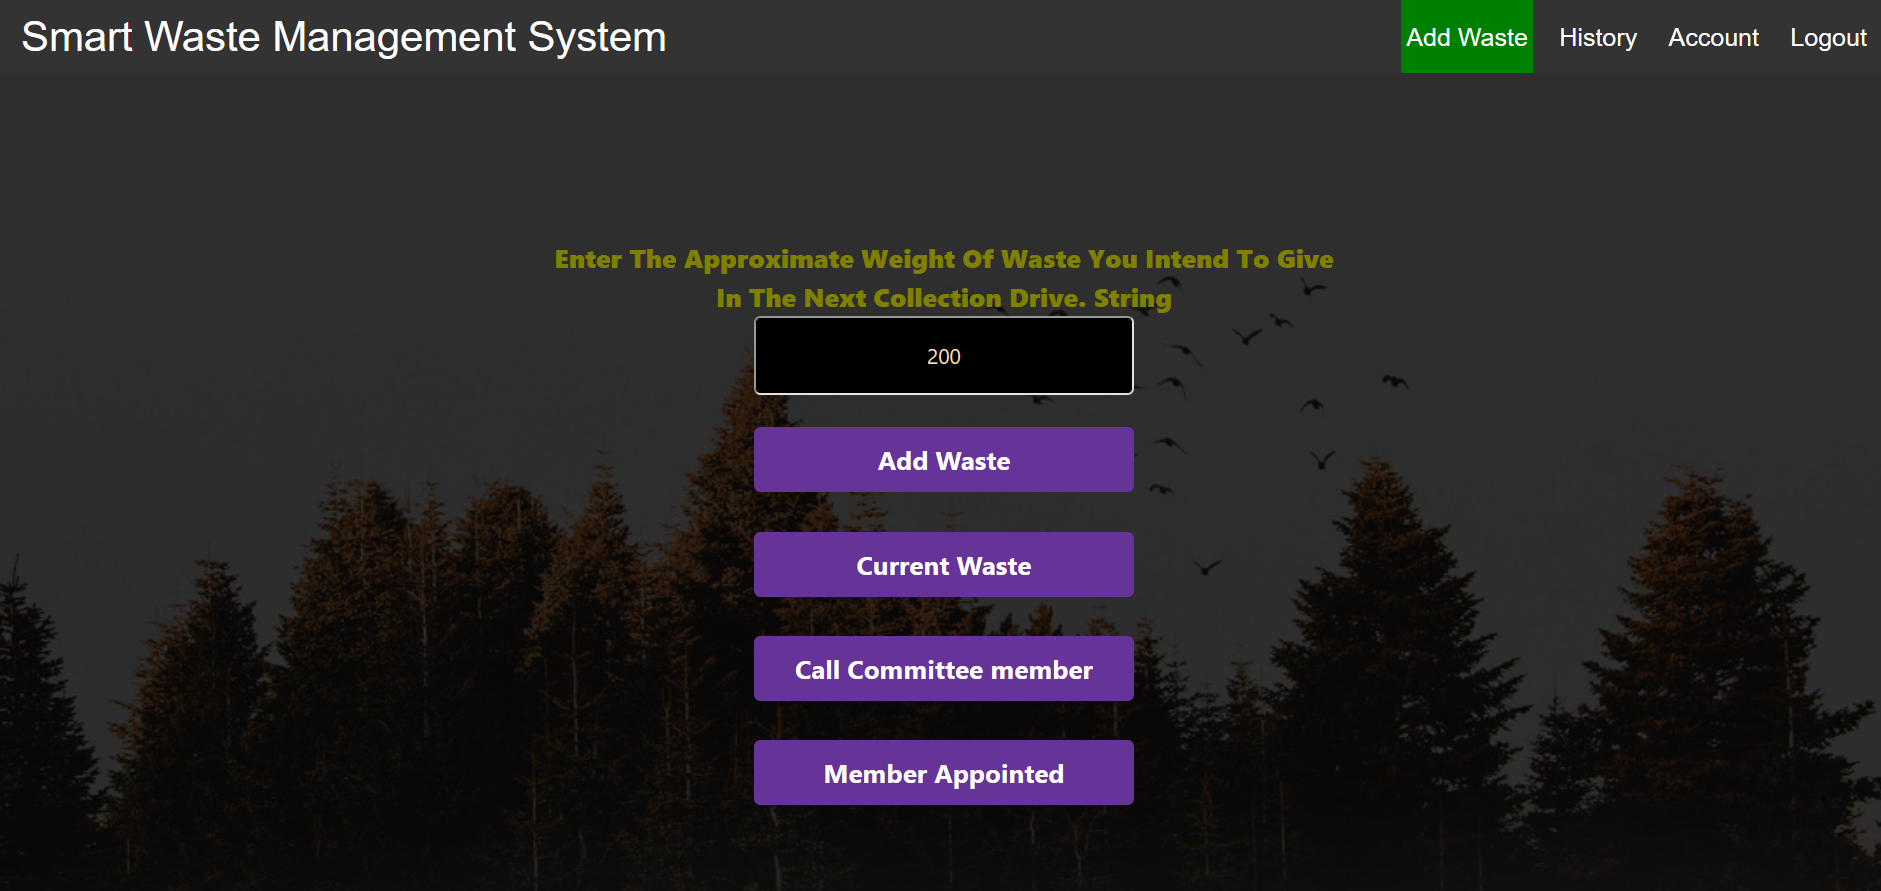 Smart Waste Management System
Add Waste History Account Logout
Enter The Approximate Weight Of Waste You Intend To Give
In The Next Collection Drive. String
200
Add Waste
Current Waste
Call Committee member
Member Appointed